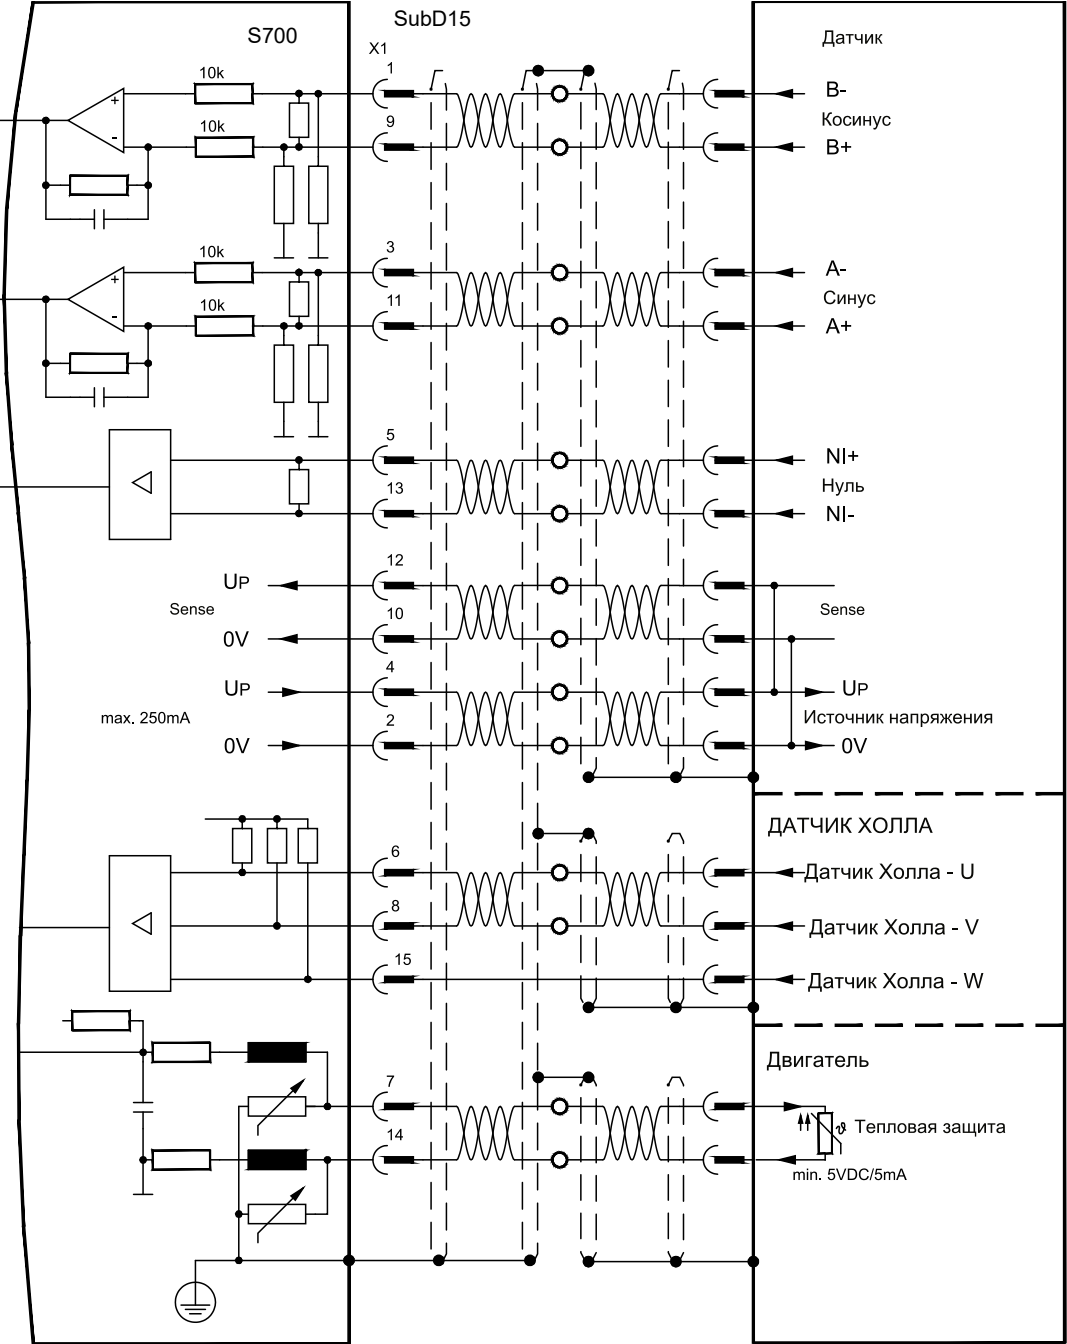 SubD15
S700
X1
Датчик
10k
1
B-
Косинус
10k
9
B+
10k
3
A-
Синус
10k
11
A+
5
NI+
Нуль
13
NI-
UP
12
Sense
Sense
0V
10
UP
4
UP
max. 250mA
Источник напряжения
0V
2
0V
ДАТЧИК ХОЛЛА
6
Датчик Холла - U
8
Датчик Холла - V
15
Датчик Холла - W
Двигатель
7
ϑ Тепловая защита
14
min. 5VDC/5mA